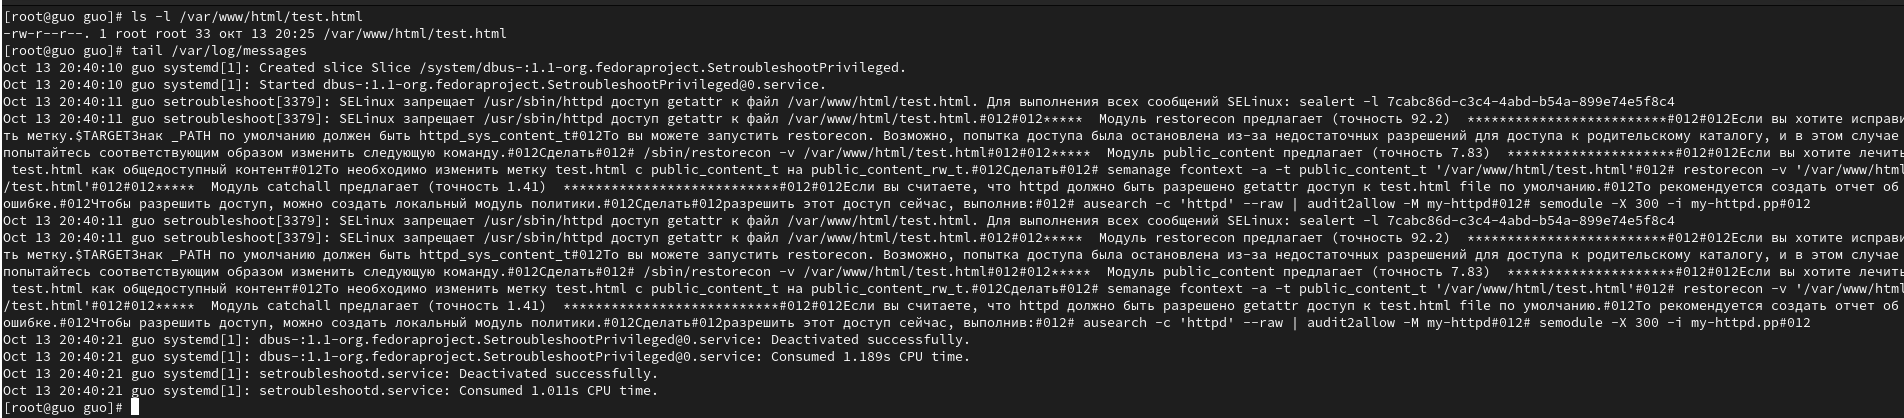 [root@guo guo]# ls -l /var/www/html/test.html
-rw-r--r--. 1 root root 33 окт 13 20:25 /var/www/html/test.html
[root@guo guo]# tail /var/log/messages
Oct 13 20:40:10 guo systemd[1]: Created slice Slice /system/dbus-:1.1-org.fedoraproject.SetroubleshootPrivileged.
Oct 13 20:40:10 guo systemd[1]: Started dbus-:1.1-org.fedoraproject.SetroubleshootPrivileged@0.service.
Oct 13 20:40:11 guo setroubleshoot[3379]: SELinux запрещает /usr/sbin/httpd доступ getattr к файл /var/www/html/test.html. Для выполнения всех сообщений SELinux: sealert -l 7cabc86d-c3c4-4abd-b54a-899e74e5f8c4
Oct 13 20:40:11 guo setroubleshoot[3379]: SELinux запрещает /usr/sbin/httpd доступ getattr к файл /var/www/html/test.html.#012#012*****  Модуль restorecon предлагает (точность 92.2)  *************************#012#012Если вы хотите исправи
ть метку.$TARGETЗнак _PATH по умолчанию должен быть httpd_sys_content_t#012То вы можете запустить restorecon. Возможно, попытка доступа была остановлена из-за недостаточных разрешений для доступа к родительскому каталогу, и в этом случае
попытайтесь соответствующим образом изменить следующую команду.#012Сделать#012# /sbin/restorecon -v /var/www/html/test.html#012#012*****  Модуль public_content предлагает (точность 7.83)  *********************#012#012Если вы хотите лечить
test.html как общедоступный контент#012То необходимо изменить метку test.html с public_content_t на public_content_rw_t.#012Сделать#012# semanage fcontext -a -t public_content_t '/var/www/html/test.html'#012# restorecon -v '/var/www/html
/test.html'#012#012*****  Модуль catchall предлагает (точность 1.41)  ***************************#012#012Если вы считаете, что httpd должно быть разрешено getattr доступ к test.html file по умолчанию.#012То рекомендуется создать отчет об
ошибке.#012Чтобы разрешить доступ, можно создать локальный модуль политики.#012Сделать#012разрешить этот доступ сейчас, выполнив:#012# ausearch -c 'httpd' --raw | audit2allow -M my-httpd#012# semodule -X 300 -i my-httpd.pp#012
Oct 13 20:40:11 guo setroubleshoot[3379]: SELinux запрещает /usr/sbin/httpd доступ getattr к файл /var/www/html/test.html. Для выполнения всех сообщений SELinux: sealert -l 7cabc86d-c3c4-4abd-b54a-899e74e5f8c4
Oct 13 20:40:11 guo setroubleshoot[3379]: SELinux запрещает /usr/sbin/httpd доступ getattr к файл /var/www/html/test.html.#012#012*****  Модуль restorecon предлагает (точность 92.2)  *************************#012#012Если вы хотите исправи
ть метку.$TARGETЗнак _PATH по умолчанию должен быть httpd_sys_content_t#012То вы можете запустить restorecon. Возможно, попытка доступа была остановлена из-за недостаточных разрешений для доступа к родительскому каталогу, и в этом случае
попытайтесь соответствующим образом изменить следующую команду.#012Сделать#012# /sbin/restorecon -v /var/www/html/test.html#012#012*****  Модуль public_content предлагает (точность 7.83)  *********************#012#012Если вы хотите лечить
test.html как общедоступный контент#012То необходимо изменить метку test.html с public_content_t на public_content_rw_t.#012Сделать#012# semanage fcontext -a -t public_content_t '/var/www/html/test.html'#012# restorecon -v '/var/www/html
/test.html'#012#012*****  Модуль catchall предлагает (точность 1.41)  ***************************#012#012Если вы считаете, что httpd должно быть разрешено getattr доступ к test.html file по умолчанию.#012То рекомендуется создать отчет об
ошибке.#012Чтобы разрешить доступ, можно создать локальный модуль политики.#012Сделать#012разрешить этот доступ сейчас, выполнив:#012# ausearch -c 'httpd' --raw | audit2allow -M my-httpd#012# semodule -X 300 -i my-httpd.pp#012
Oct 13 20:40:21 guo systemd[1]: dbus-:1.1-org.fedoraproject.SetroubleshootPrivileged@0.service: Deactivated successfully.
Oct 13 20:40:21 guo systemd[1]: dbus-:1.1-org.fedoraproject.SetroubleshootPrivileged@0.service: Consumed 1.189s CPU time.
Oct 13 20:40:21 guo systemd[1]: setroubleshootd.service: Deactivated successfully.
Oct 13 20:40:21 guo systemd[1]: setroubleshootd.service: Consumed 1.011s CPU time.
[root@guo guo]#